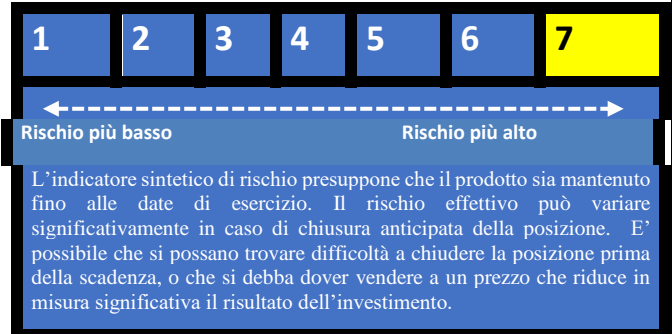 1 2 3 4 5 6 7
Rischio più basso Rischio più alto
L'indicatore sintetico di rischio presuppone che il prodotto sia mantenuto
fino alle date di esercizio. Il rischio effettivo può variare
significativamente in caso di chiusura anticipata della posizione. E'
possibile che si possano trovare difficoltà a chiudere la posizione prima
della scadenza, o che si debba dover vendere a un prezzo che riduce in
misura significativa il risultato dell'investimento.